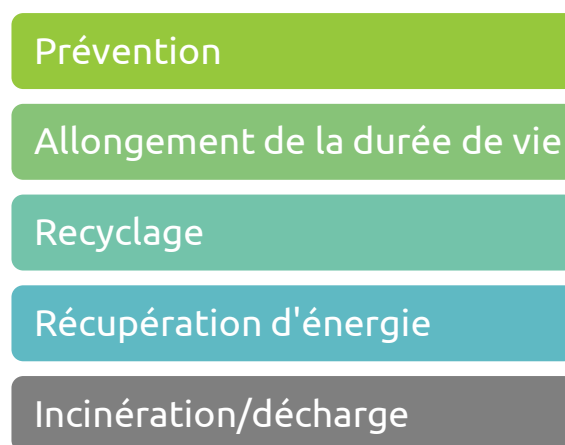 Prévention
Allongement de la durée de vie
Recyclage
Récupération d'énergie
Incinération/décharge